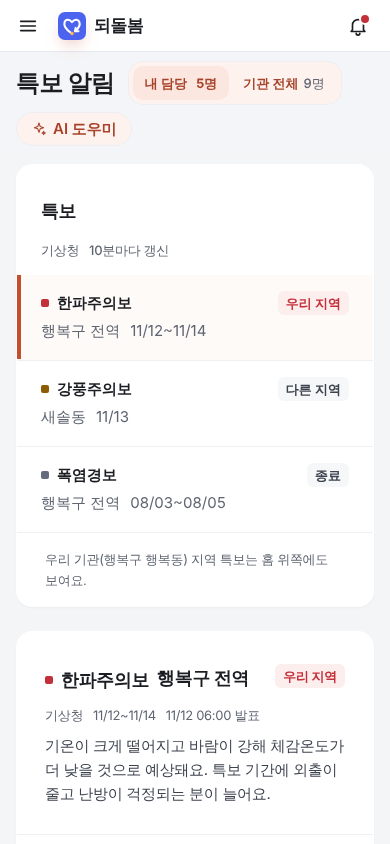 되돌봄
특보 알림
내 담당 5명 기관 전체 9명
AI 도우미
특보
기상청 10분마다 갱신
한파주의보 우리 지역
행복구 전역 11/12~11/14
강풍주의보 다른 지역
새솔동 11/13
폭염경보 종료
행복구 전역 08/03~08/05
우리 기관(행복구 행복동) 지역 특보는 홈 위쪽에도
보여요.
한파주의보 행복구 전역 우리 지역
기상청 11/12~11/14 11/12 06:00 발표
기온이 크게 떨어지고 바람이 강해 체감온도가
더 낮을 것으로 예상돼요. 특보 기간에 외출이
줄고 난방이 걱정되는 분이 늘어요.